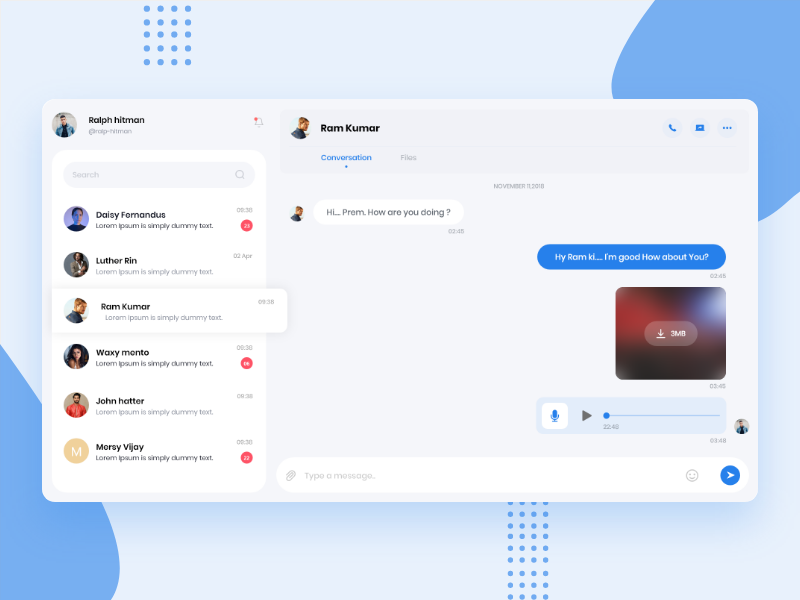 Ralph hitman
@ralp-hitman
Search
Daisy Fernandus
09:30
Lorem Ipsum is simply dummy text.
23
Luther Rin
02 Apr
Lorem Ipsum is simply dummy text.
Ram Kumar
09:38
Lorem Ipsum is simply dummy text.
Waxy mento
09:30
Lorem Ipsum is simply dummy text.
06
John hatter
09:38
Lorem Ipsum is simply dummy text.
M
Mersy Vijay
09:30
Lorem Ipsum is simply dummy text.
23
Ram Kumar
Conversation
Files
NOVEMBER 11,2018
Hi.... Prem, How are you doing ?
02:45
Hy Ram ki.... I'm good How about You?
02:46
3MB
02:48
22:40
03:48
Type a message..